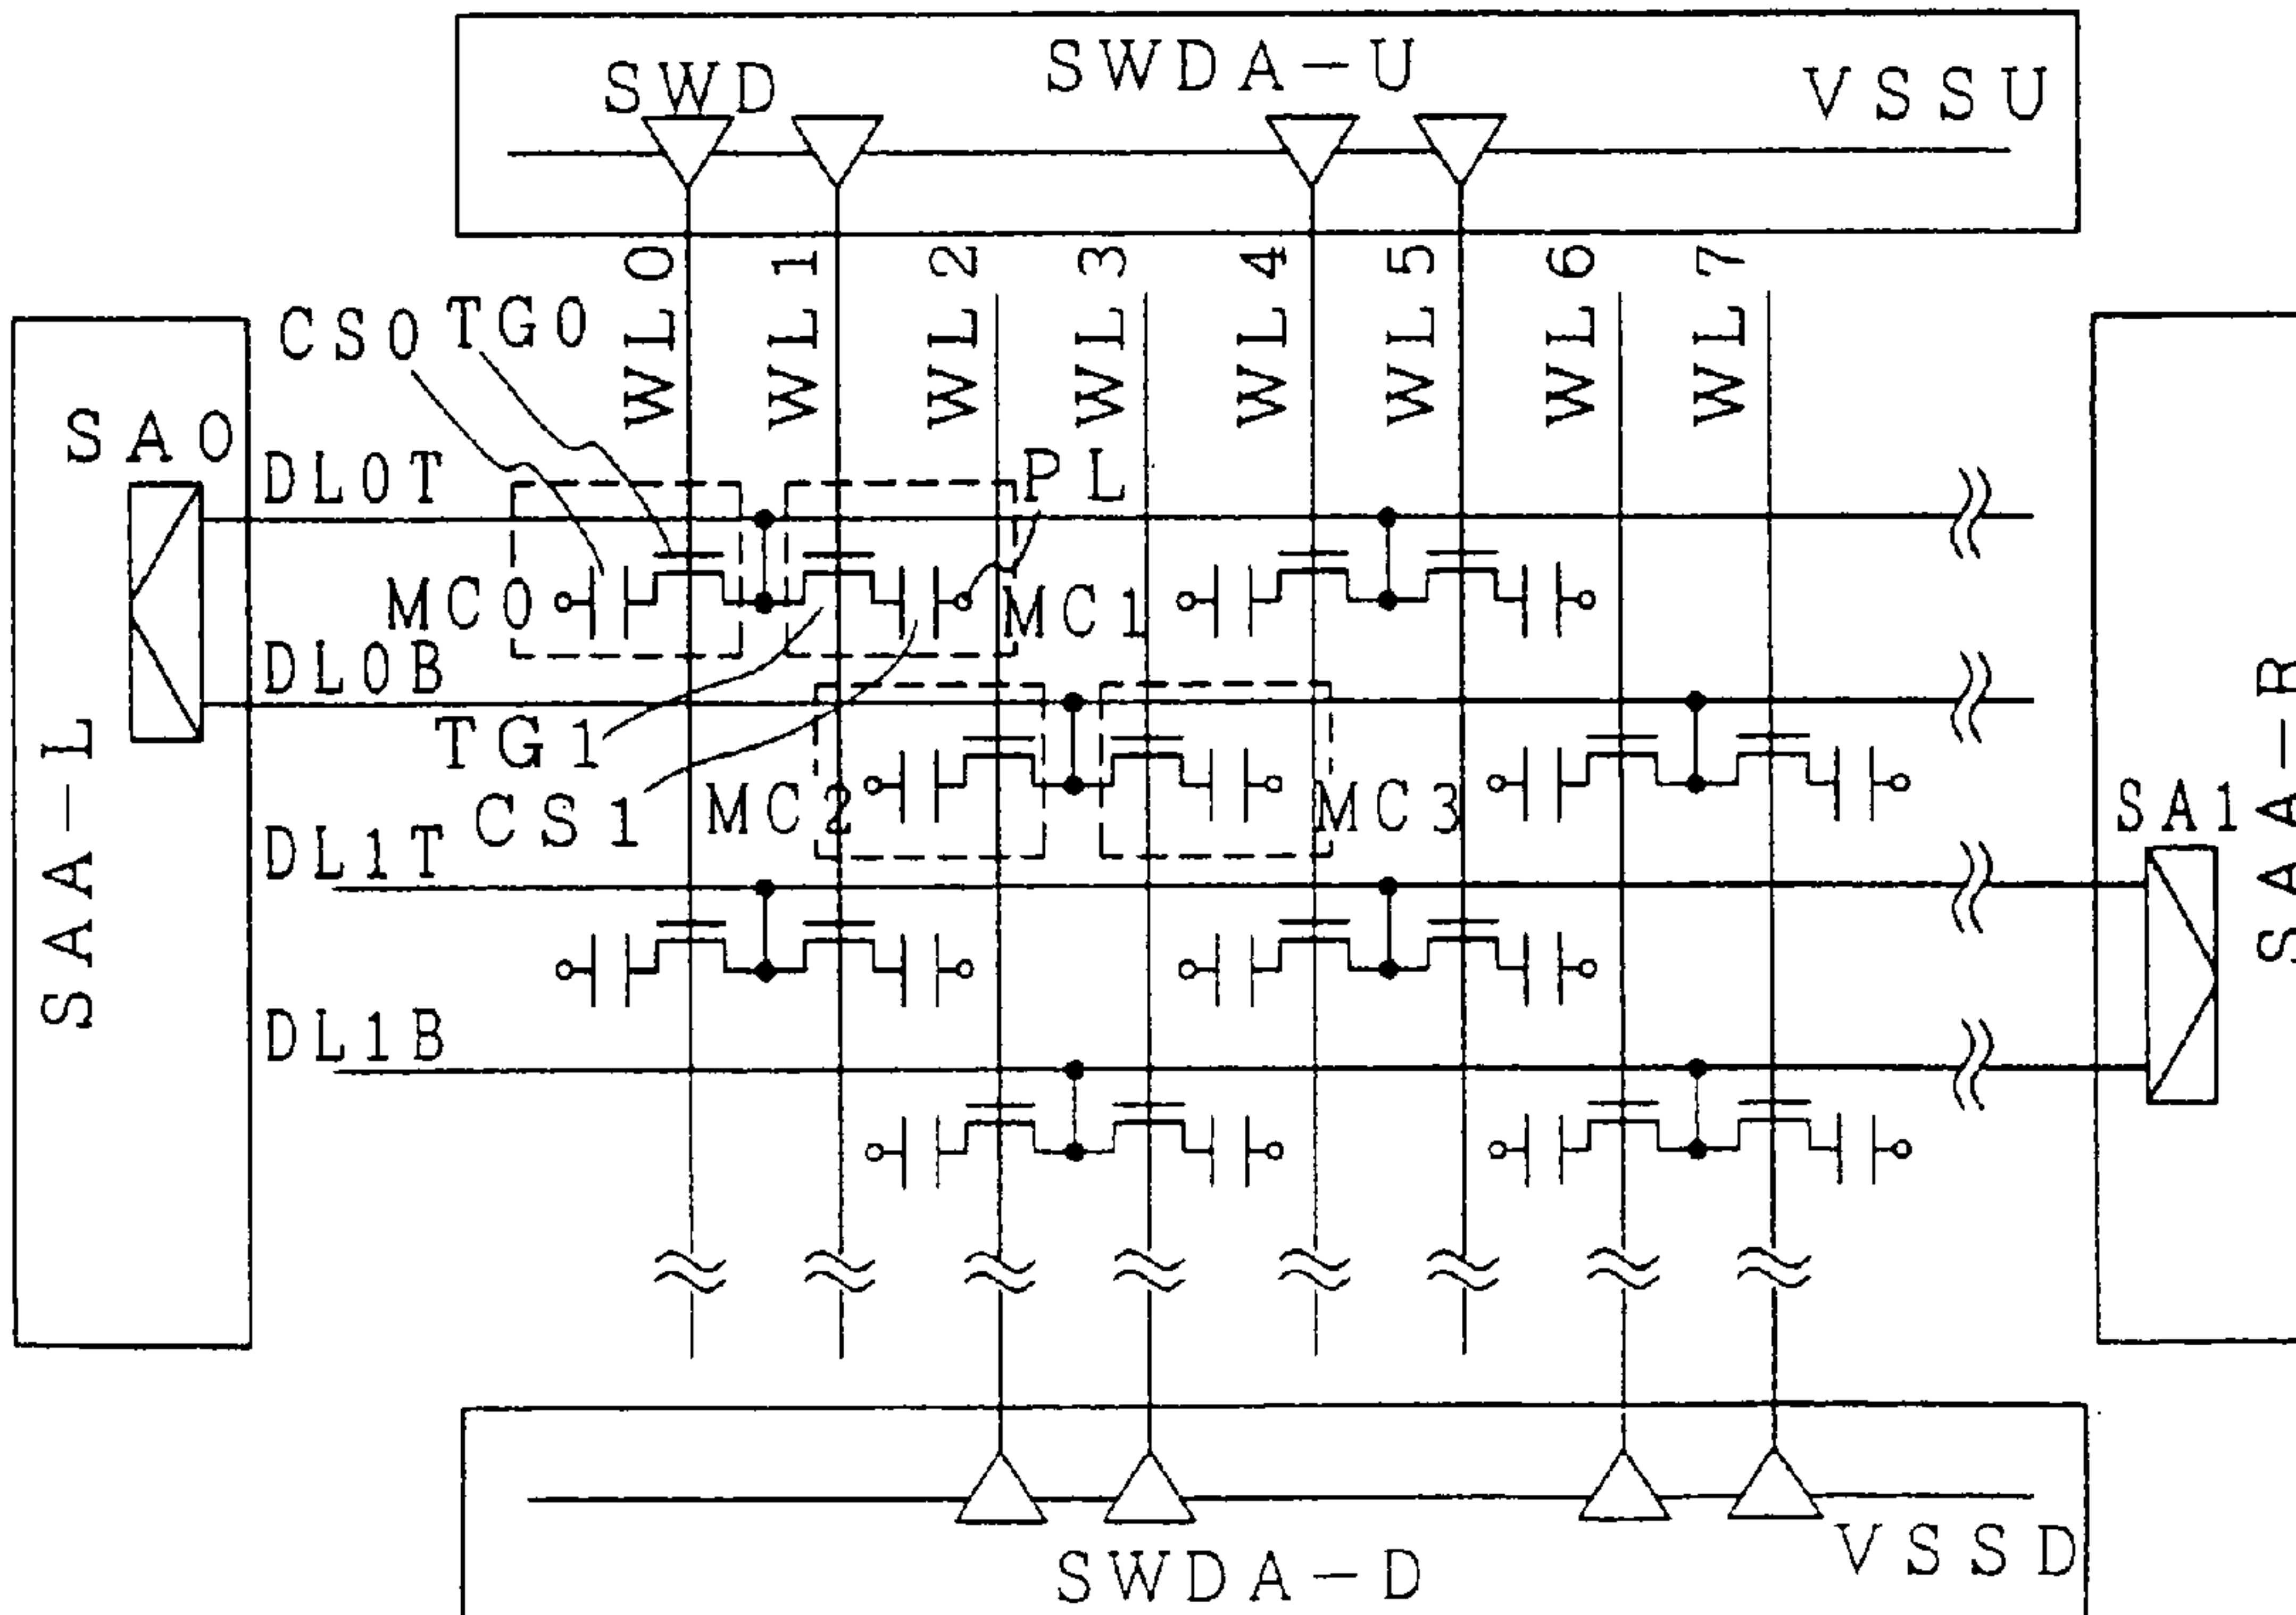 SWD
SWDA-U
VSSU
WL0
WL1
WL2
WL3
WL4
WL5
WL6
WL7
CS0
TG0
SA0
DL0T
PL
MC0
MC1
DL0B
TG1
CS1
MC2
MC3
DL1T
DL1B
SAA-L
SA1
SAA-R
SWDA-D
VSSD